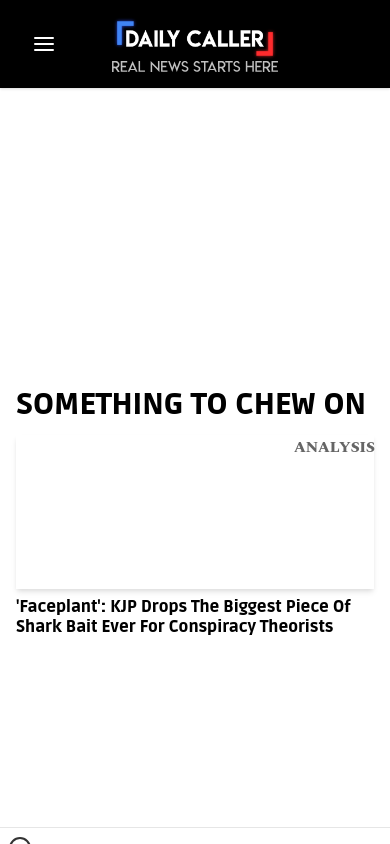 DAILY CALLER
REAL NEWS STARTS HERE
SOMETHING TO CHEW ON
ANALYSIS
'Faceplant': KJP Drops The Biggest Piece Of
Shark Bait Ever For Conspiracy Theorists